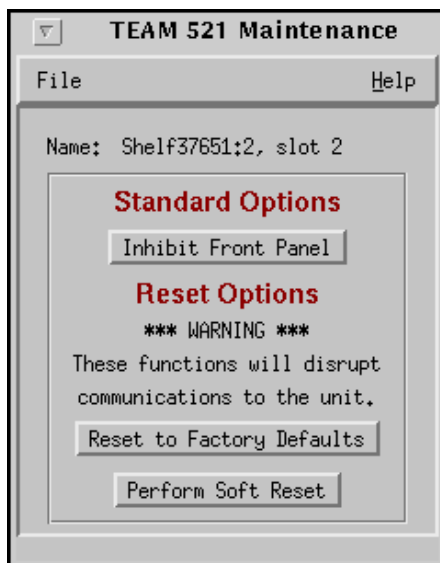 TEAM 521 Maintenance
File Help
Name: Shelf37651:2, slot 2
Standard Options
Inhibit Front Panel
Reset Options
*** WARNING ***
These functions will disrupt
communications to the unit.
Reset to Factory Defaults
Perform Soft Reset